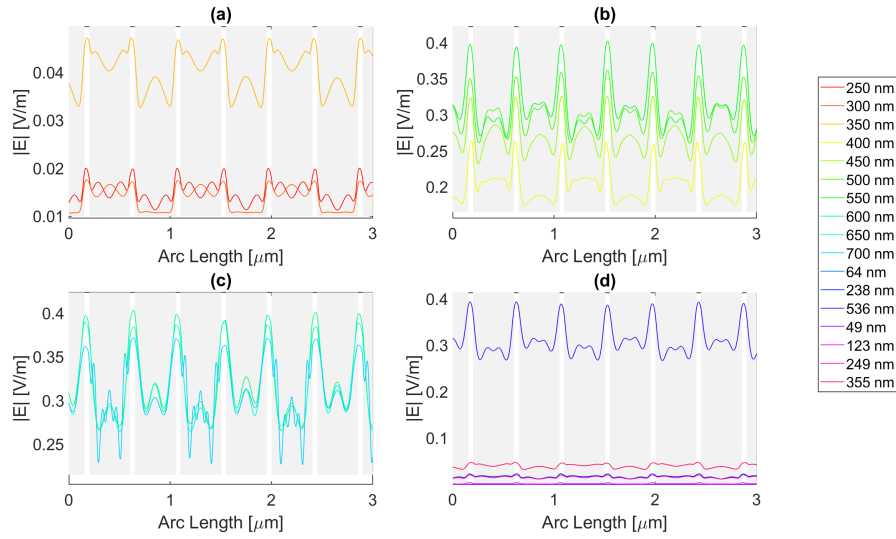 (a)
|E| [V/m]
0.04
0.03
0.02
0.01
0
1
2
3
Arc Length [μm]
(b)
|E| [V/m]
0.4
0.35
0.3
0.25
0.2
0
1
2
3
Arc Length [μm]
(c)
|E| [V/m]
0.4
0.35
0.3
0.25
0
1
2
3
Arc Length [μm]
(d)
|E| [V/m]
0.4
0.3
0.2
0.1
0
1
2
3
Arc Length [μm]
250 nm
300 nm
350 nm
400 nm
450 nm
500 nm
550 nm
600 nm
650 nm
700 nm
64 nm
238 nm
536 nm
49 nm
123 nm
249 nm
355 nm